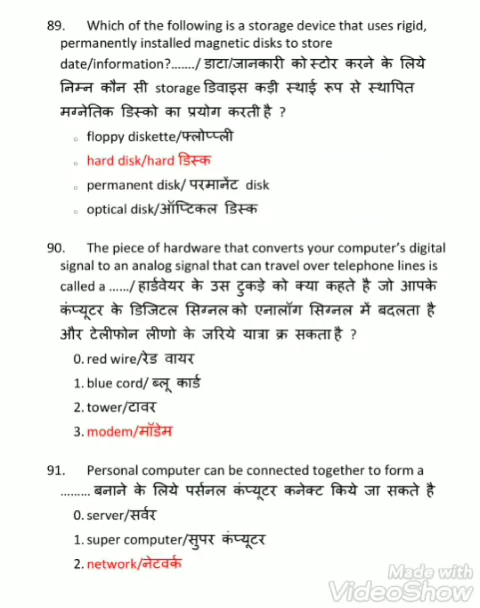 89. Which of the following is a storage device that uses rigid,
permanently installed magnetic disks to store
date/information?......./ डाटा/जानकारी को स्टोर करने के लिये
निम्न कौन सी storage डिवाइस कड़ी स्थाई रूप से स्थापित
मग्नेतिक डिस्को का प्रयोग करती है ?
○ floppy diskette/फ्लोप्प्ली
○ hard disk/hard डिस्क
○ permanent disk/ परमानेंट disk
○ optical disk/ऑप्टिकल डिस्क
90. The piece of hardware that converts your computer’s digital
signal to an analog signal that can travel over telephone lines is
called a ....../ हार्डवेयर के उस टुकड़े को क्या कहते है जो आपके
कंप्यूटर के डिजिटल सिग्नल को एनालॉग सिग्नल में बदलता है
और टेलीफोन लीणो के जरिये यात्रा क्र सकता है ?
0. red wire/रेड वायर
1. blue cord/ ब्लू कार्ड
2. tower/टावर
3. modem/मॉडेम
91. Personal computer can be connected together to form a
......... बनाने के लिये पर्सनल कंप्यूटर कनेक्ट किये जा सकते है
0. server/सर्वर
1. super computer/सुपर कंप्यूटर
2. network/नेटवर्क
Made with
VideoShow